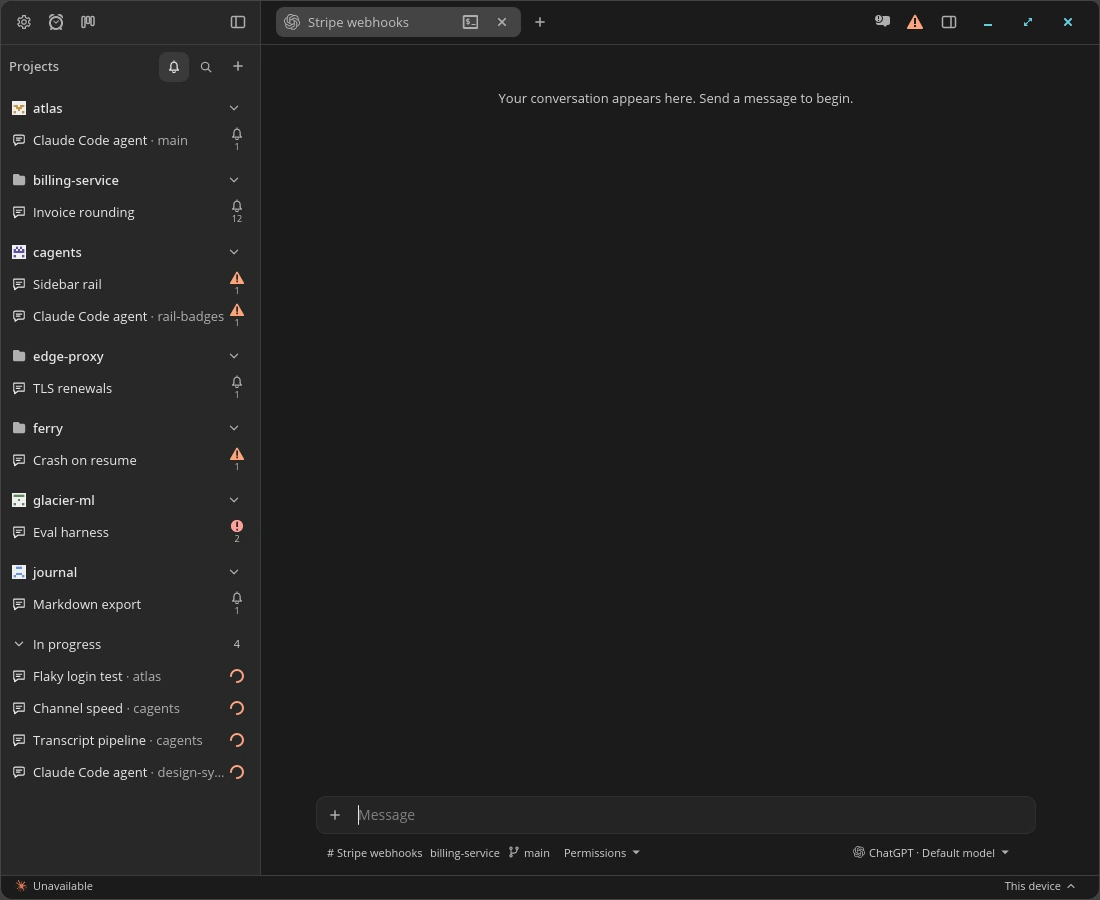 Stripe webhooks
Projects
atlas
Claude Code agent · main
1
billing-service
Invoice rounding
12
cagents
Sidebar rail
1
Claude Code agent · rail-badges
1
edge-proxy
TLS renewals
1
ferry
Crash on resume
1
glacier-ml
Eval harness
2
journal
Markdown export
1
In progress 4
Flaky login test · atlas
Channel speed · cagents
Transcript pipeline · cagents
Claude Code agent · design-sy...
Your conversation appears here. Send a message to begin.
Message
# Stripe webhooks billing-service main Permissions ChatGPT · Default model
Unavailable This device